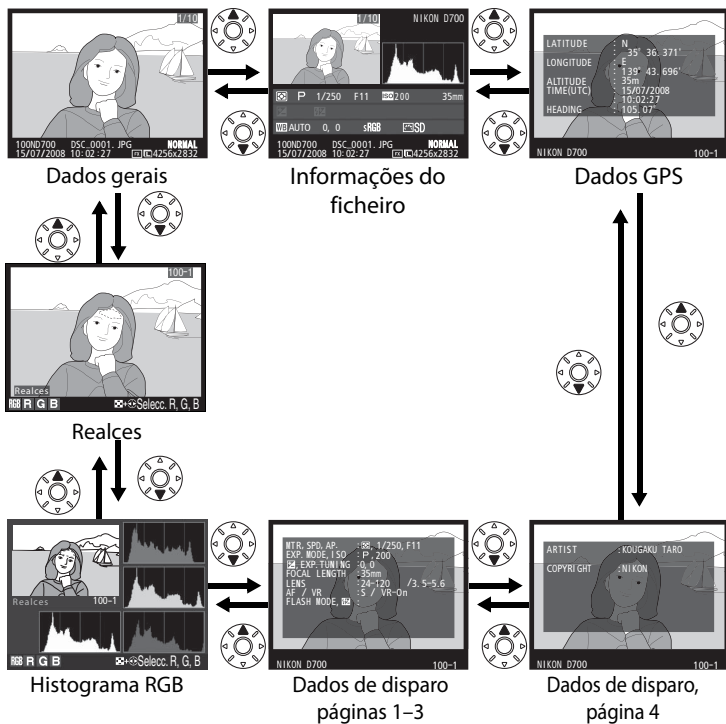 1/10
100ND700 DSC_0001. JPG NORMAL
15/07/2008 10:02:27 FX 4256x2832
Dados gerais
1/10 NIKON D700
P 1/250 F11 ISO 200 35mm
WB AUTO 0, 0 sRGB SD
100ND700 DSC_0001. JPG NORMAL
15/07/2008 10:02:27 FX 4256x2832
Informações do
ficheiro
LATITUDE : N
: 35° 36. 371'
LONGITUDE : E
: 139° 43. 696'
ALTITUDE : 35m
TIME(UTC) : 15/07/2008
: 10:02:27
HEADING : 105. 07°
NIKON D700 100-1
Dados GPS
100-1
Realces
RGB R G B Selecc. R, G, B
Realces
Realces 100-1
RGB R G B Selecc. R, G, B
Histograma RGB
MTR, SPD, AP. : , 1/250, F11
EXP. MODE, ISO : P , 200
, EXP. TUNING : 0, 0
FOCAL LENGTH : 35mm
LENS : 24-120 /3. 5-5. 6
AF / VR : S / VR-On
FLASH MODE, :
NIKON D700 100-1
Dados de disparo
páginas 1–3
ARTIST : KOUGAKU TARO
COPYRIGHT : NIKON
NIKON D700 100-1
Dados de disparo,
página 4